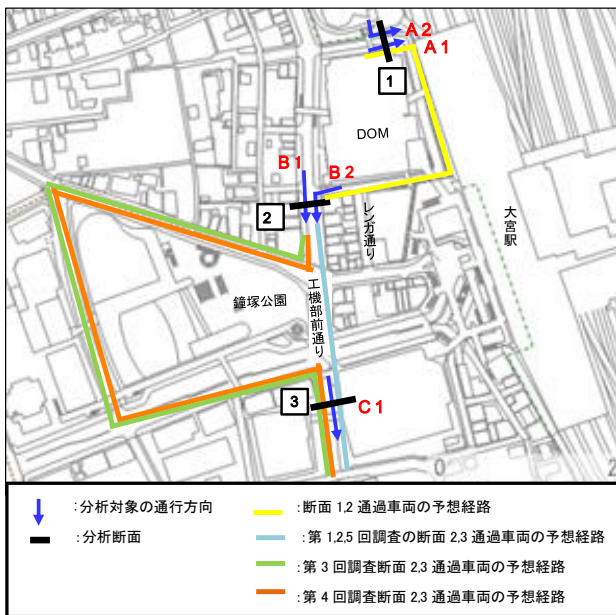 A2
A1
1
DOM
B1
B2
2
レンガ通り
大宮駅
鐘塚公園
工機部前通り
3
C1
:分析対象の通行方向
:分析断面
:断面 1,2 通過車両の予想経路
:第 1,2,5 回調査の断面 2,3 通過車両の予想経路
:第 3 回調査断面 2,3 通過車両の予想経路
:第 4 回調査断面 2,3 通過車両の予想経路